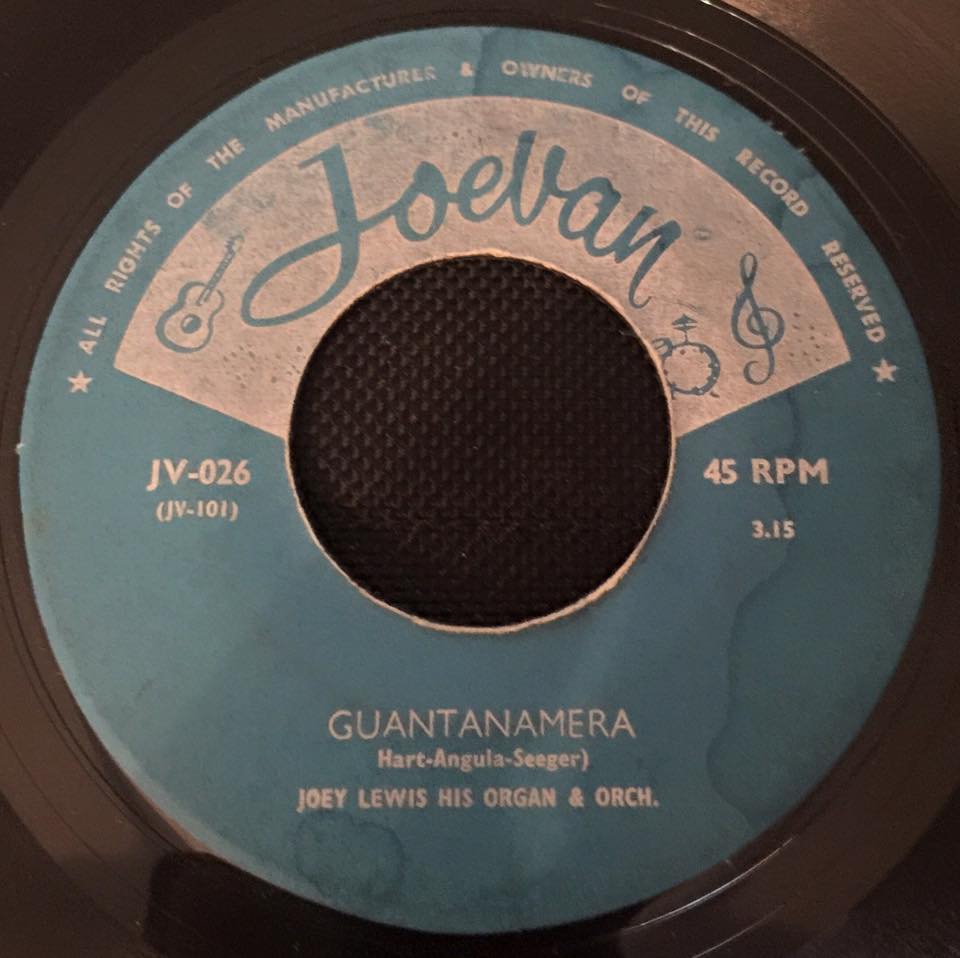 ALL RIGHTS OF THE MANUFACTURER & OWNERS OF THIS RECORD RESERVED
Joevan
JV-026
(JV-101)
45 RPM
3.15
GUANTANAMERA
Hart-Angula-Seeger)
JOEY LEWIS HIS ORGAN & ORCH.